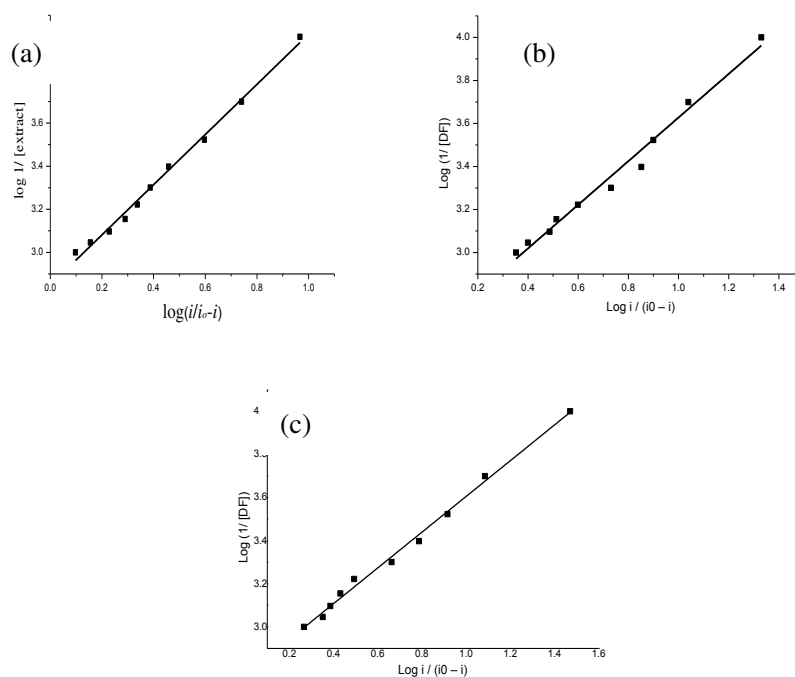 (a)
log 1/ [extract]
3.6
3.4
3.2
3.0
0.0 0.2 0.4 0.6 0.8 1.0
log(i/iₒ-i)
(b)
Log (1/ [DF])
4.0
3.8
3.6
3.4
3.2
3.0
0.2 0.4 0.6 0.8 1.0 1.2 1.4
Log i / (i0 – i)
(c)
Log (1/ [DF])
4.
3.
3.6
3.4
3.2
3.0
0.2 0.4 0.6 0.8 1.0 1.2 1.4 1.6
Log i / (i0 – i)